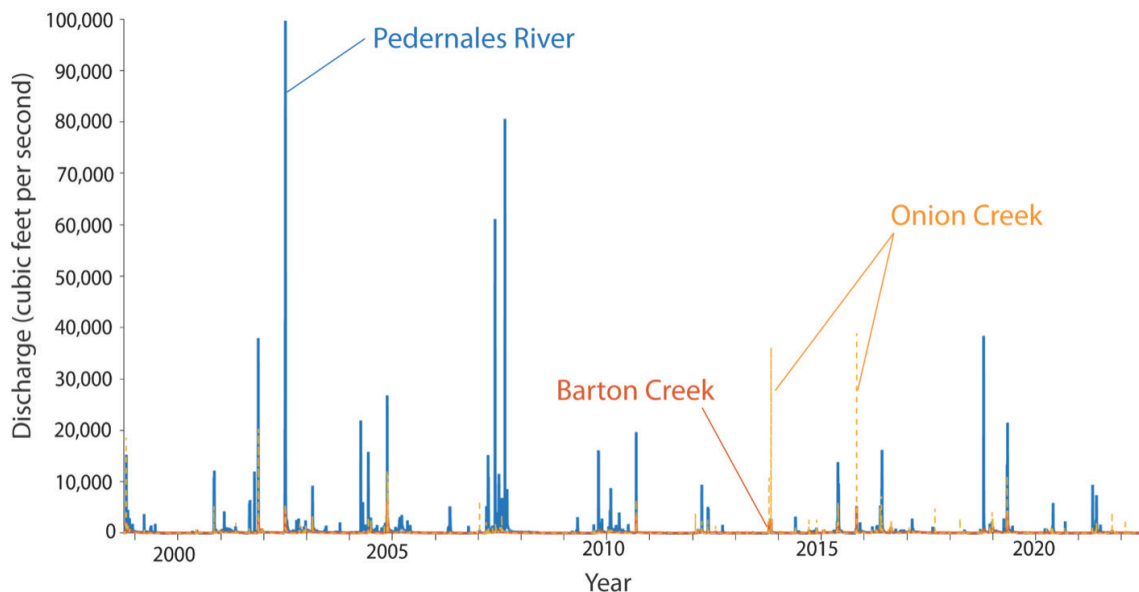 100,000
90,000
80,000
70,000
60,000
50,000
40,000
30,000
20,000
10,000
0
Discharge (cubic feet per second)
Pedernales River
Onion Creek
Barton Creek
2000 2005 2010 2015 2020
Year